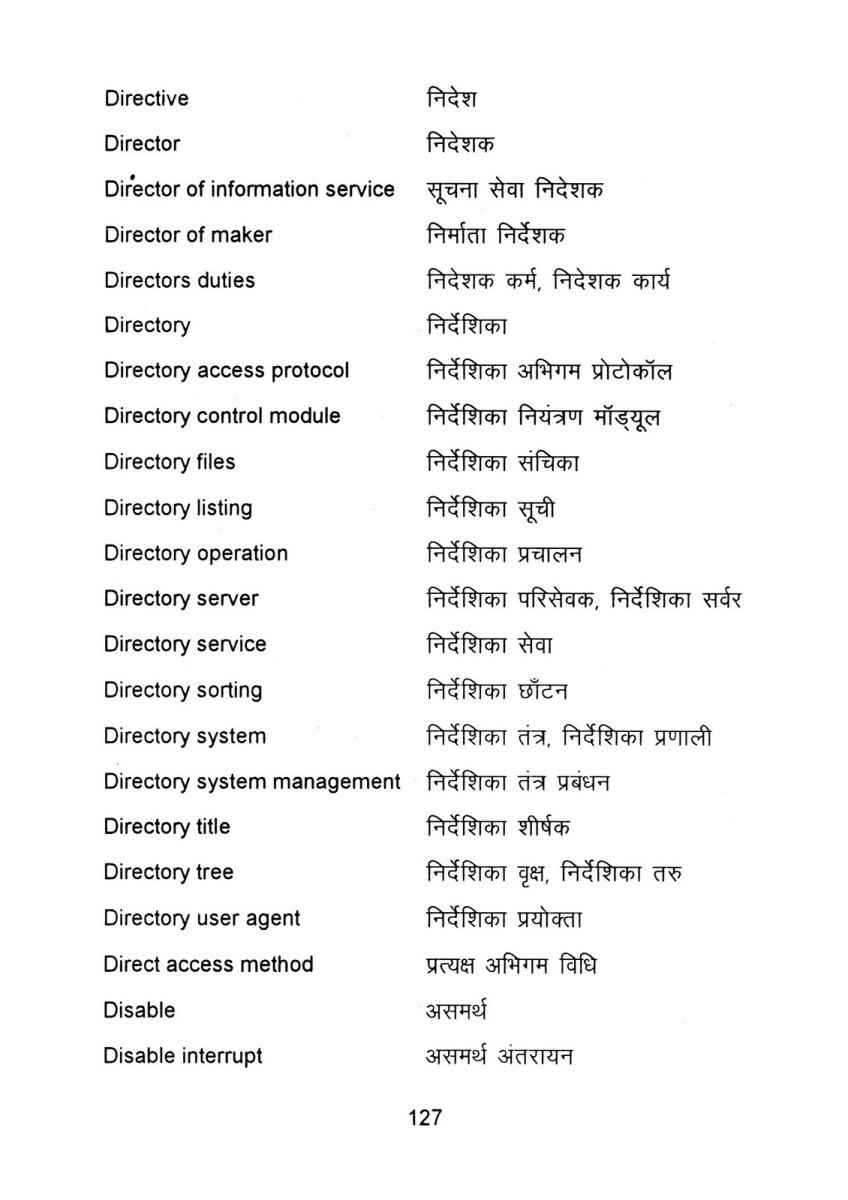 Directive निदेश
Director निदेशक
Director of information service सूचना सेवा निदेशक
Director of maker निर्माता निर्देशक
Directors duties निदेशक कर्म, निदेशक कार्य
Directory निर्देशिका
Directory access protocol निर्देशिका अभिगम प्रोटोकॉल
Directory control module निर्देशिका नियंत्रण मॉड्यूल
Directory files निर्देशिका संचिका
Directory listing निर्देशिका सूची
Directory operation निर्देशिका प्रचालन
Directory server निर्देशिका परिसेवक, निर्देशिका सर्वर
Directory service निर्देशिका सेवा
Directory sorting निर्देशिका छाँटन
Directory system निर्देशिका तंत्र, निर्देशिका प्रणाली
Directory system management निर्देशिका तंत्र प्रबंधन
Directory title निर्देशिका शीर्षक
Directory tree निर्देशिका वृक्ष, निर्देशिका तरु
Directory user agent निर्देशिका प्रयोक्ता
Direct access method प्रत्यक्ष अभिगम विधि
Disable असमर्थ
Disable interrupt असमर्थ अंतरायन
127